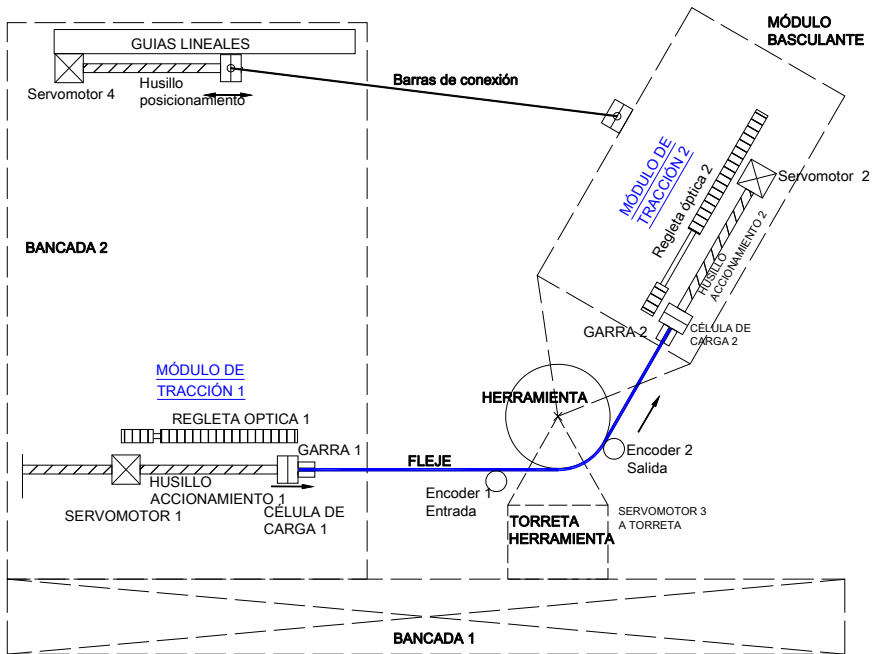 GUIAS LINEALES
Servomotor 4
Husillo
posicionamiento
Barras de conexión
MÓDULO
BASCULANTE
MÓDULO DE
TRACCIÓN 2
Regleta óptica 2
Servomotor 2
HUSILLO
ACCIONAMIENTO 2
BANCADA 2
GARRA 2
CÉLULA DE
CARGA 2
MÓDULO DE
TRACCIÓN 1
REGLETA OPTICA 1
HERRAMIENTA
GARRA 1
FLEJE
Encoder 2
Salida
HUSILLO
ACCIONAMIENTO 1
SERVOMOTOR 1
CÉLULA DE
CARGA 1
Encoder 1
Entrada
TORRETA
HERRAMIENTA
SERVOMOTOR 3
A TORRETA
BANCADA 1